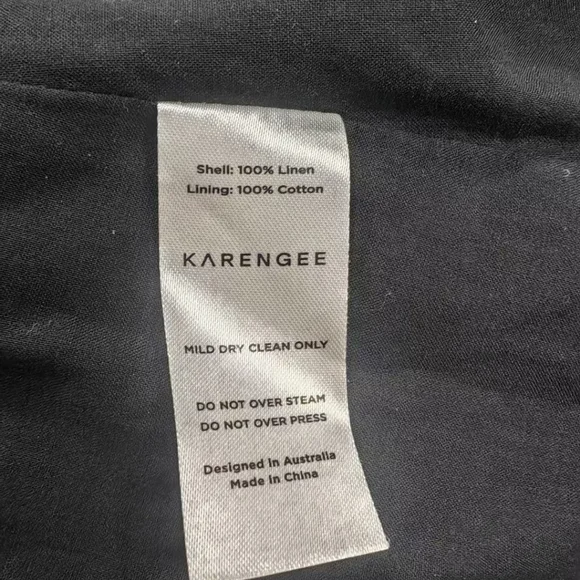 Shell: 100% Linen
Lining: 100% Cotton
KΛRENGEE
MILD DRY CLEAN ONLY
DO NOT OVER STEAM
DO NOT OVER PRESS
Designed in Australia
Made in China